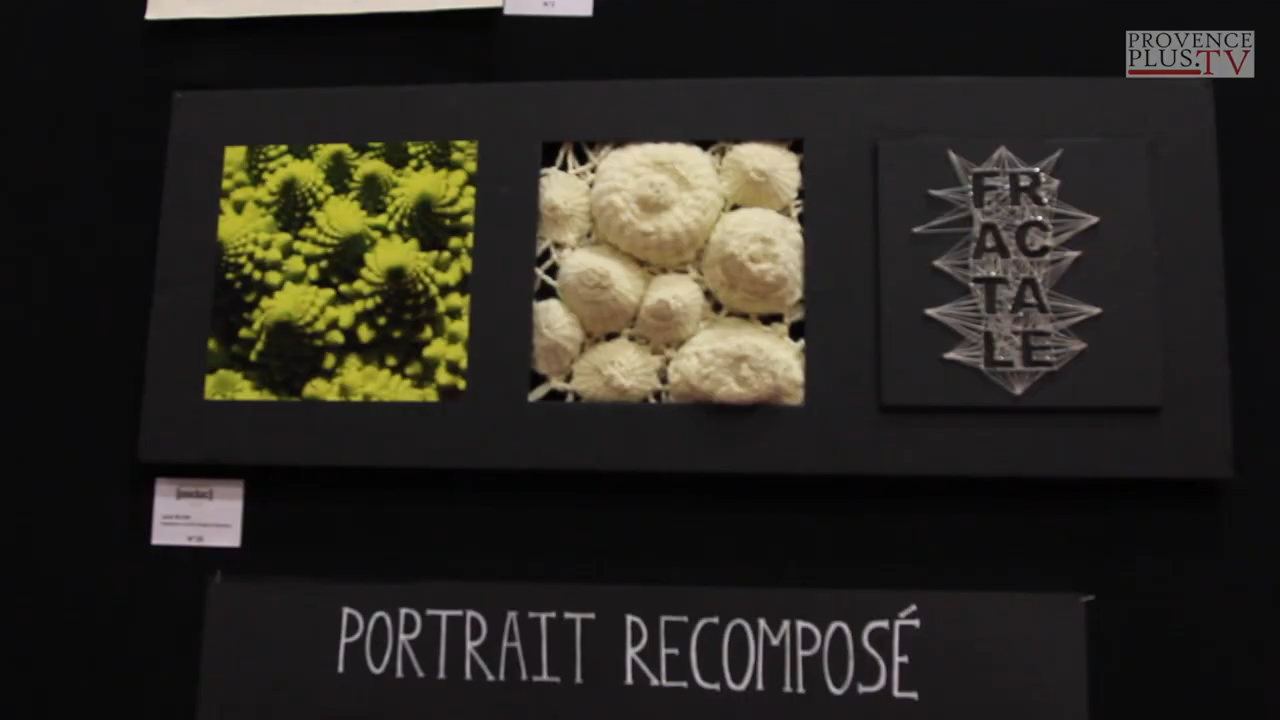 PROVENCE
PLUS.TV
FR
AC
TA
LE
PORTRAIT RECOMPOSÉ